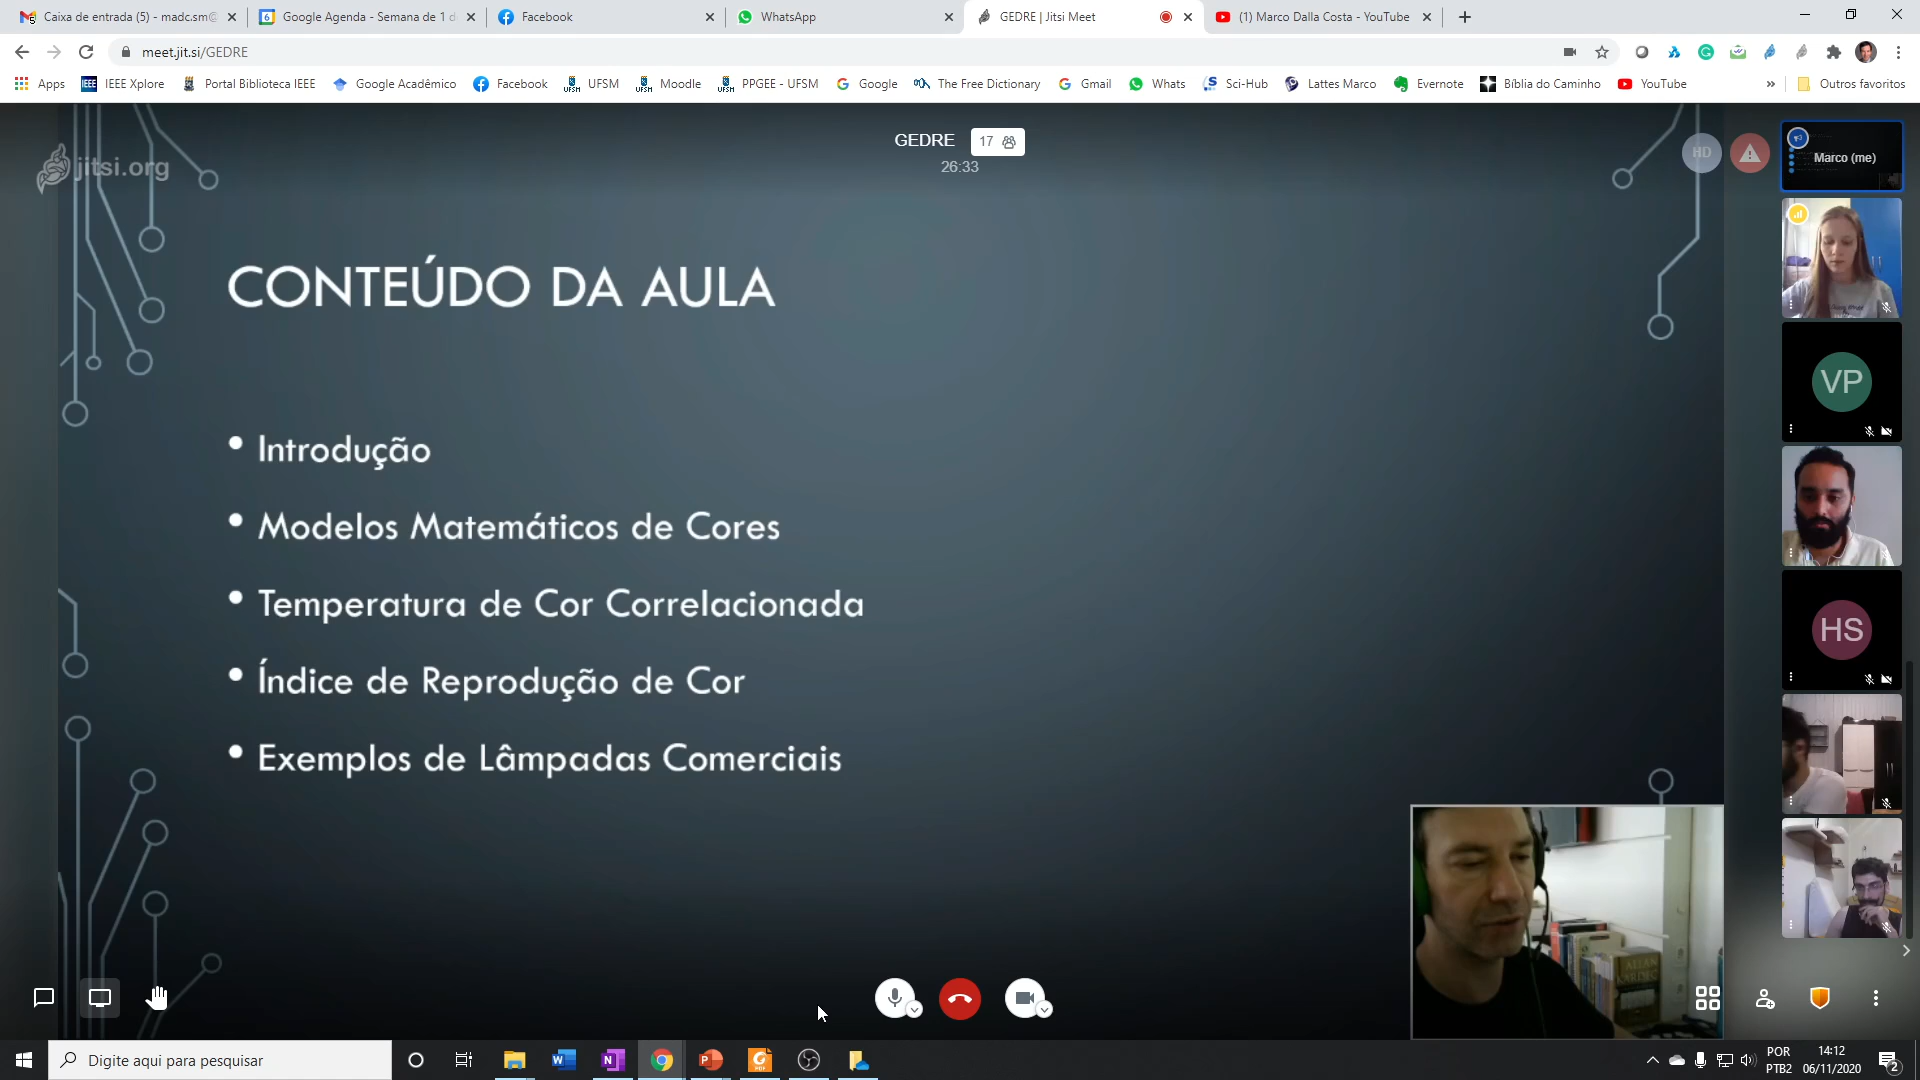 Caixa de entrada (5) - madc.sm@
Google Agenda - Semana de 1 d
Facebook
WhatsApp
GEDRE | Jitsi Meet
(1) Marco Dalla Costa - YouTube
meet.jit.si/GEDRE
Apps
IEEE Xplore
Portal Biblioteca IEEE
Google Acadêmico
Facebook
UFSM
Moodle
PPGEE - UFSM
Google
The Free Dictionary
Gmail
Whats
Sci-Hub
Lattes Marco
Evernote
Bíblia do Caminho
YouTube
»
Outros favoritos
jitsi.org
GEDRE 17
26:33
HD
Marco (me)
CONTEÚDO DA AULA
• Introdução
• Modelos Matemáticos de Cores
• Temperatura de Cor Correlacionada
• Índice de Reprodução de Cor
• Exemplos de Lâmpadas Comerciais
VP
HS
ALLAN
KARDEC
Digite aqui para pesquisar
POR
PTB2
14:12
06/11/2020
2